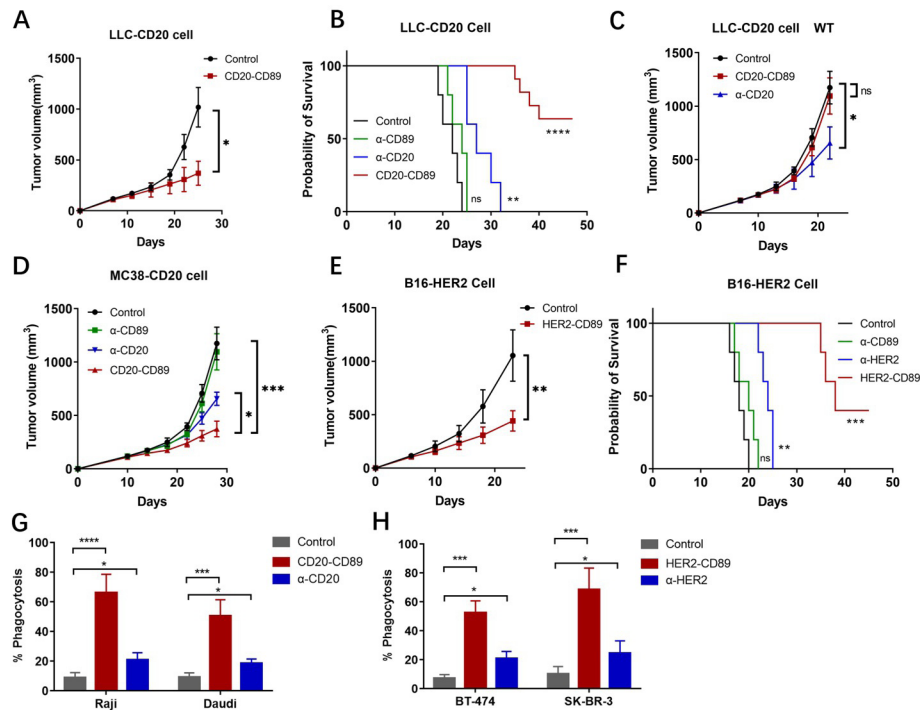 A
LLC-CD20 cell
Tumor volume(mm³)
1500
1000
500
0
0
10
20
30
Days
Control
CD20-CD89
*
B
LLC-CD20 Cell
Probability of Survival
100
50
0
0
10
20
30
40
50
Days
Control
α-CD89
α-CD20
CD20-CD89
ns
**
****
C
LLC-CD20 cell WT
Tumor volume (mm³)
1500
1000
500
0
0
10
20
Days
Control
CD20-CD89
α-CD20
ns
*
D
MC38-CD20 cell
Tumor volume (mm³)
1500
1000
500
0
0
10
20
30
Days
Control
α-CD89
α-CD20
CD20-CD89
*
***
E
B16-HER2 Cell
Tumor volume(mm³)
1500
1000
500
0
0
10
20
Days
Control
HER2-CD89
**
F
B16-HER2 Cell
Probability of Survival
100
50
0
0
10
20
30
40
50
Days
Control
α-CD89
α-HER2
HER2-CD89
ns
**
***
G
% Phagocytosis
100
80
60
40
20
0
Raji
Daudi
****
*
***
*
Control
CD20-CD89
α-CD20
H
% Phagocytosis
100
80
60
40
20
0
BT-474
SK-BR-3
***
*
***
*
Control
HER2-CD89
α-HER2